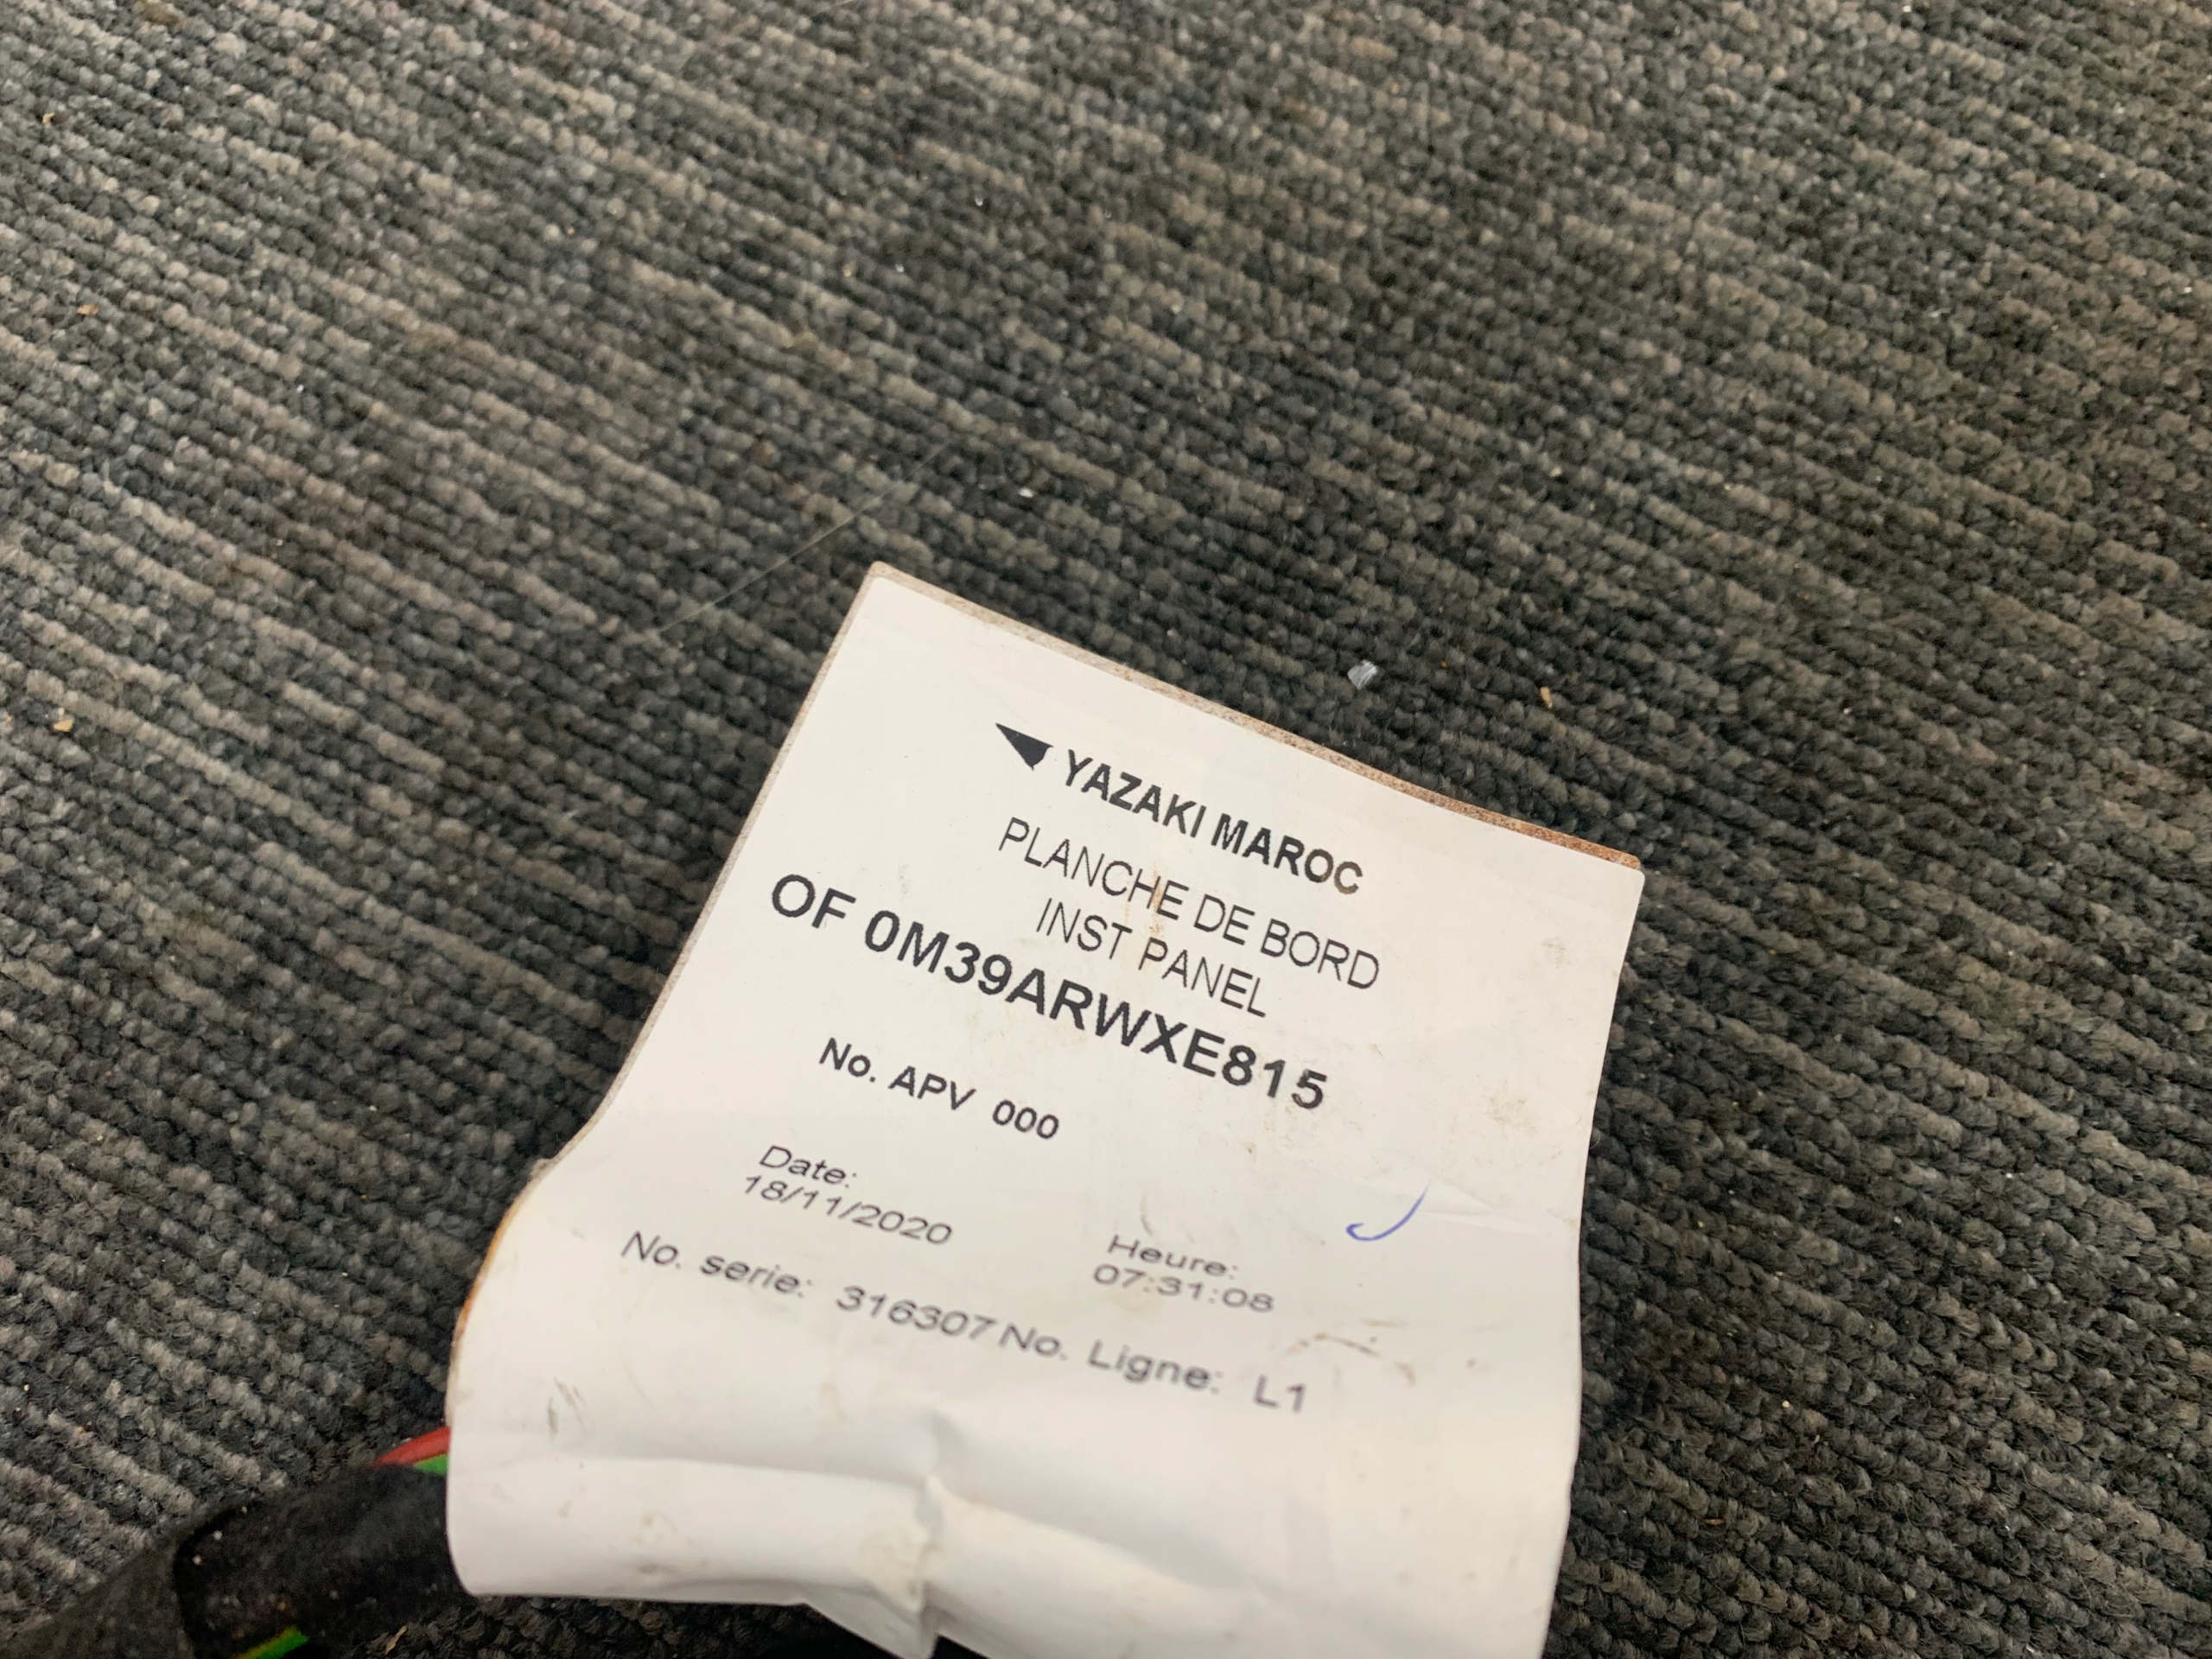 YAZAKI MAROC
PLANCHE DE BORD
INST PANEL
OF 0M39ARWXE815
No. APV 000
Date:
18/11/2020
Heure:
07:31:08
No. serie: 316307 No. Ligne: L1